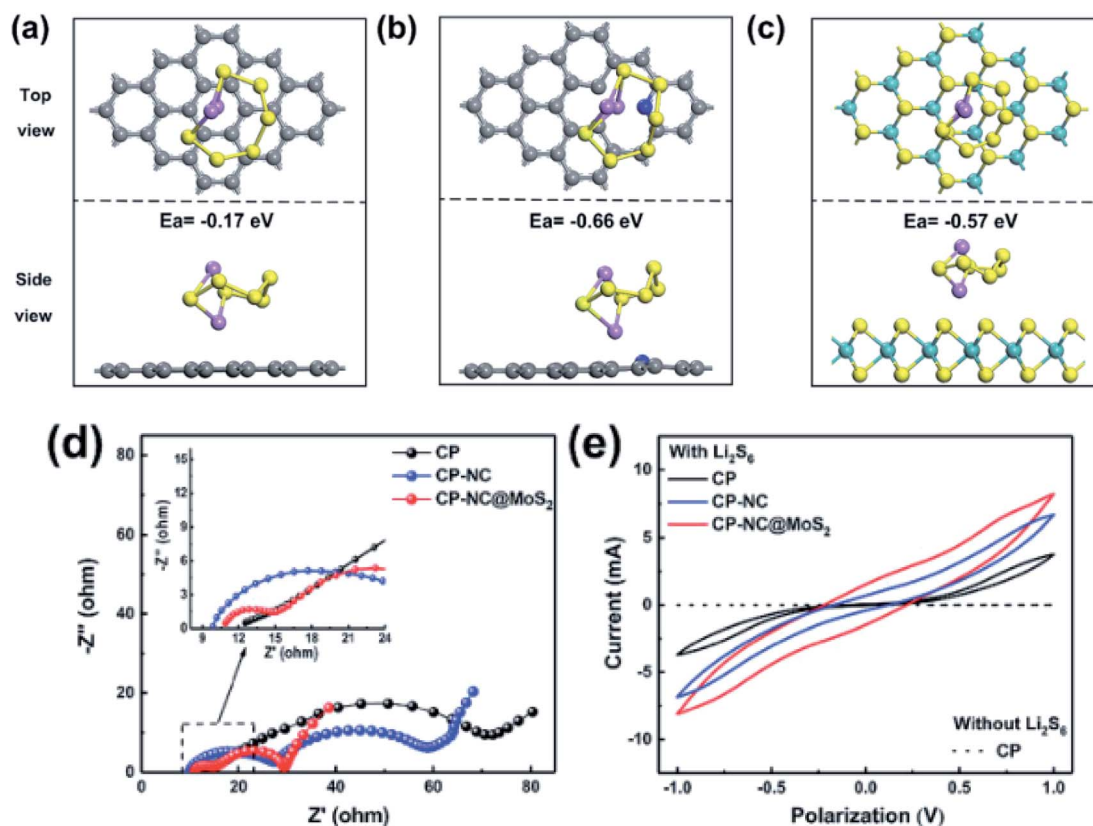 (a)
(b)
(c)
Top
view
Ea= -0.17 eV
Ea= -0.66 eV
Ea= -0.57 eV
Side
view
(d)
80
60
40
20
0
-Z'' (ohm)
0 20 40 60 80
Z' (ohm)
CP
CP-NC
CP-NC@MoS₂
15
12
9
6
3
0
-Z'' (ohm)
9 12 15 18 21 24
Z' (ohm)
(e)
10
5
0
-5
-10
Current (mA)
With Li₂S₆
CP
CP-NC
CP-NC@MoS₂
Without Li₂S₆
CP
-1.0 -0.5 0.0 0.5 1.0
Polarization (V)